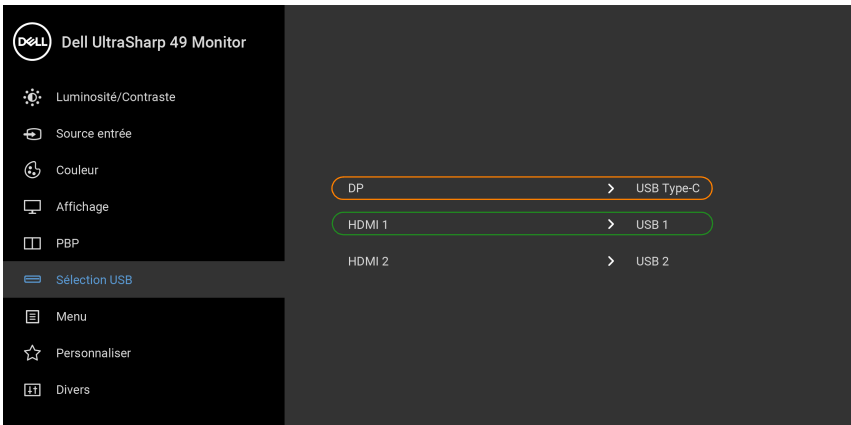 DELL
Dell UltraSharp 49 Monitor
Luminosité/Contraste
Source entrée
Couleur
Affichage
PBP
Sélection USB
Menu
Personnaliser
Divers
DP USB Type-C
HDMI 1 USB 1
HDMI 2 USB 2